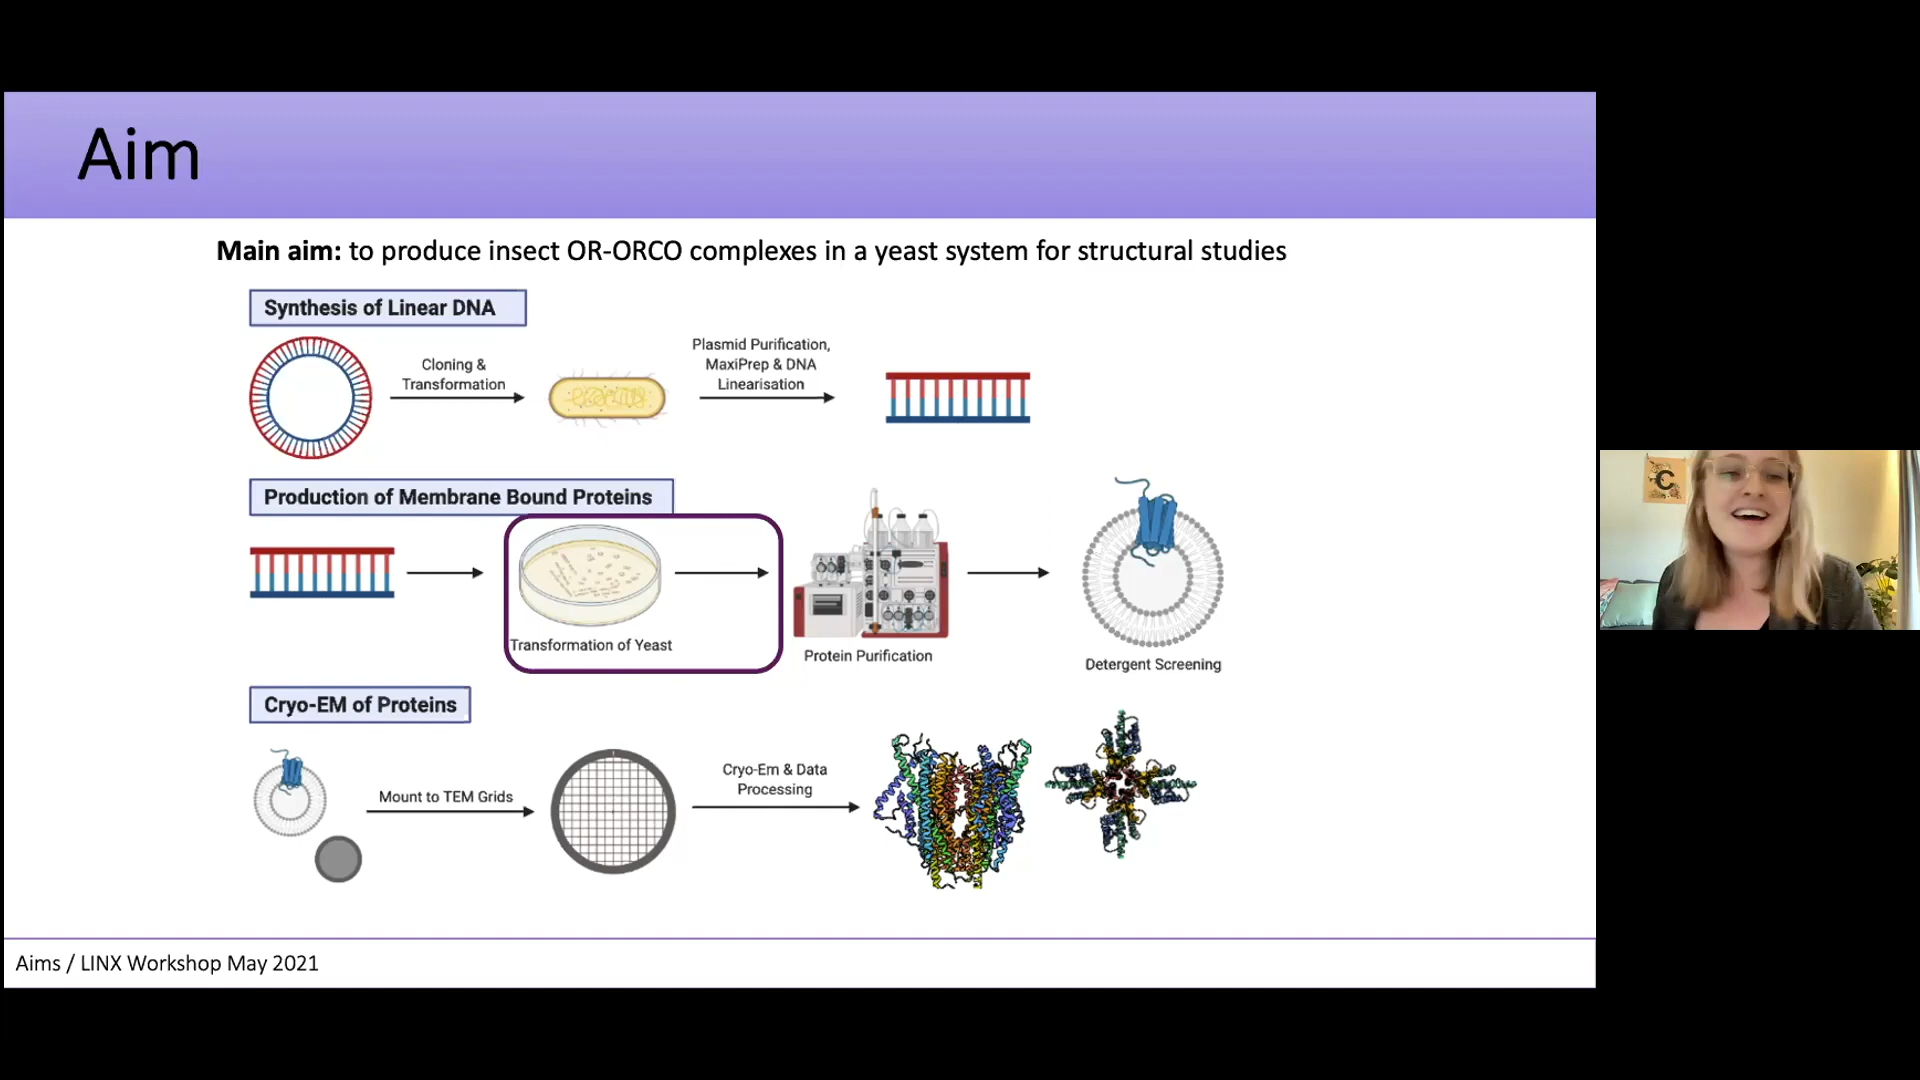 Aim
Main aim: to produce insect OR-ORCO complexes in a yeast system for structural studies
Synthesis of Linear DNA
Cloning &
Transformation
Plasmid Purification,
MaxiPrep & DNA
Linearisation
Production of Membrane Bound Proteins
Transformation of Yeast
Protein Purification
Detergent Screening
Cryo-EM of Proteins
Mount to TEM Grids
Cryo-Em & Data
Processing
C
Aims / LINX Workshop May 2021